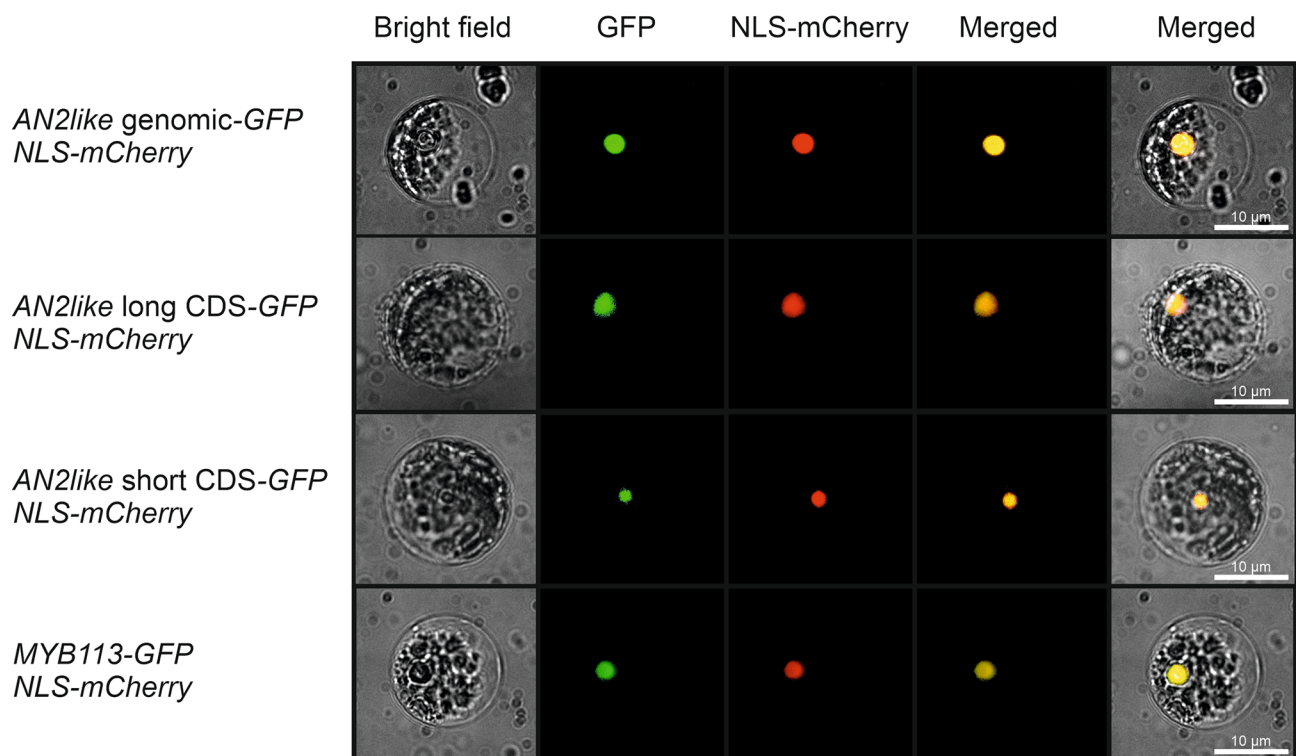 Bright field GFP NLS-mCherry Merged Merged
AN2like genomic-GFP
NLS-mCherry
10 µm
AN2like long CDS-GFP
NLS-mCherry
10 µm
AN2like short CDS-GFP
NLS-mCherry
10 µm
MYB113-GFP
NLS-mCherry
10 µm